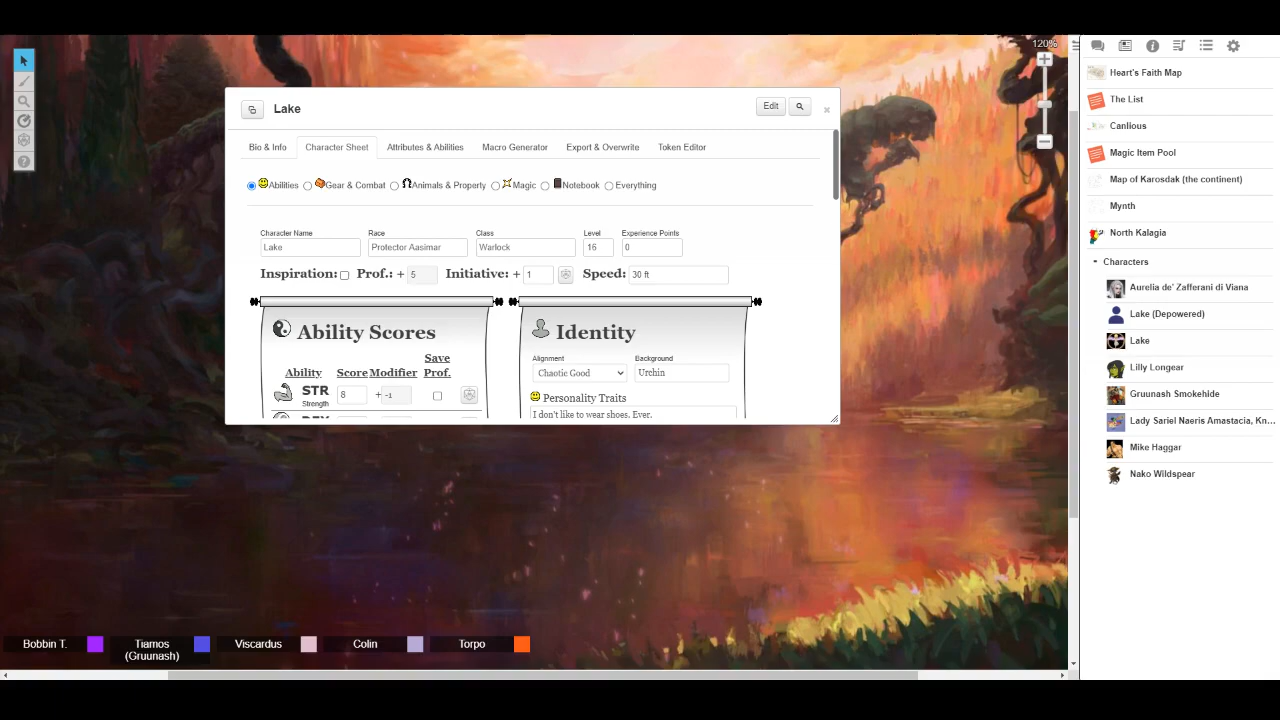 120%
Lake
Edit
Bio & Info Character Sheet Attributes & Abilities Macro Generator Export & Overwrite Token Editor
Abilities Gear & Combat Animals & Property Magic Notebook Everything
Character Name Race Class Level Experience Points
Lake Protector Aasimar Warlock 16 0
Inspiration: Prof.: + 5 Initiative: + 1 Speed: 30 ft
Ability Scores
Save
Ability Score Modifier Prof.
STR 8 + -1
Strength
Identity
Alignment Background
Chaotic Good Urchin
Personality Traits
I don't like to wear shoes. Ever.
Heart's Faith Map
The List
Canlious
Magic Item Pool
Map of Karosdak (the continent)
Mynth
North Kalagia
Characters
Aurelia de' Zafferani di Viana
Lake (Depowered)
Lake
Lilly Longear
Gruunash Smokehide
Lady Sariel Naeris Amastacia, Kn...
Mike Haggar
Nako Wildspear
Bobbin T. Tiamos Viscardus Colin Torpo
(Gruunash)